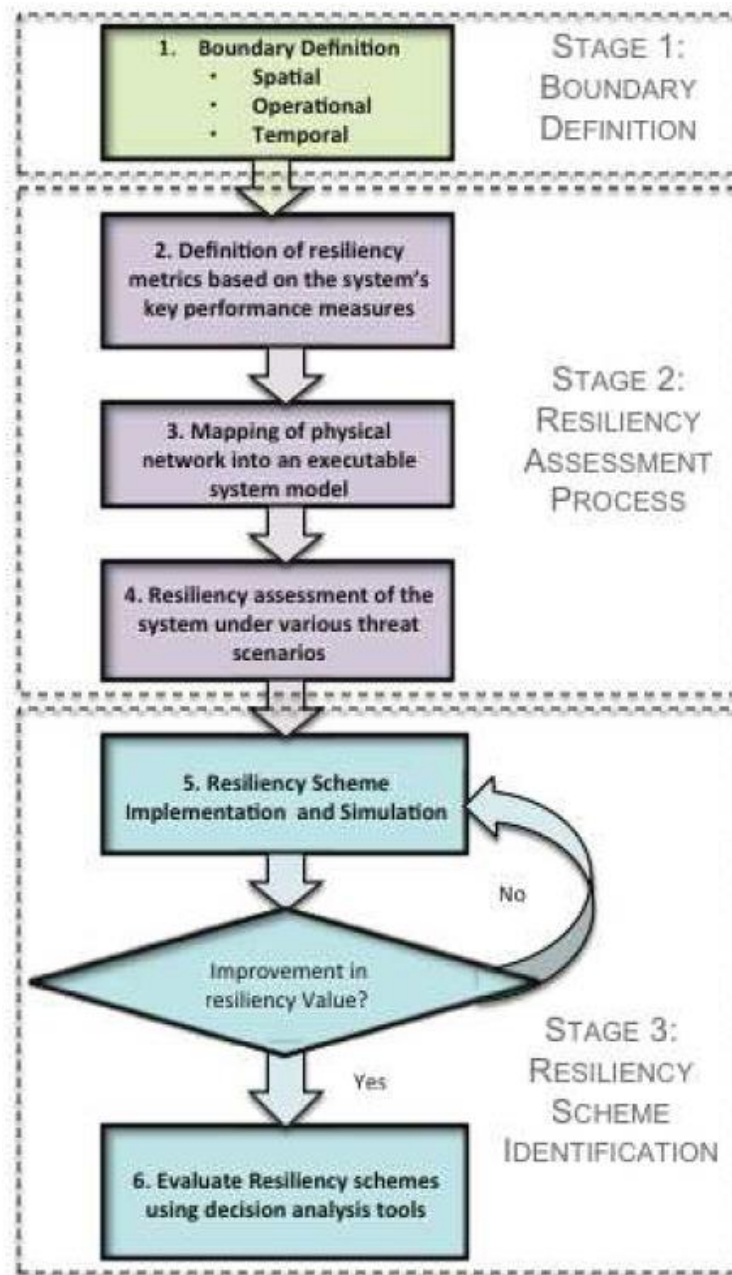 1. Boundary Definition
• Spatial
• Operational
• Temporal
STAGE 1:
BOUNDARY
DEFINITION
2. Definition of resiliency
metrics based on the system's
key performance measures
3. Mapping of physical
network into an executable
system model
4. Resiliency assessment of the
system under various threat
scenarios
STAGE 2:
RESILIENCY
ASSESSMENT
PROCESS
5. Resiliency Scheme
Implementation and Simulation
No
Improvement in
resiliency Value?
Yes
6. Evaluate Resiliency schemes
using decision analysis tools
STAGE 3:
RESILIENCY
SCHEME
IDENTIFICATION